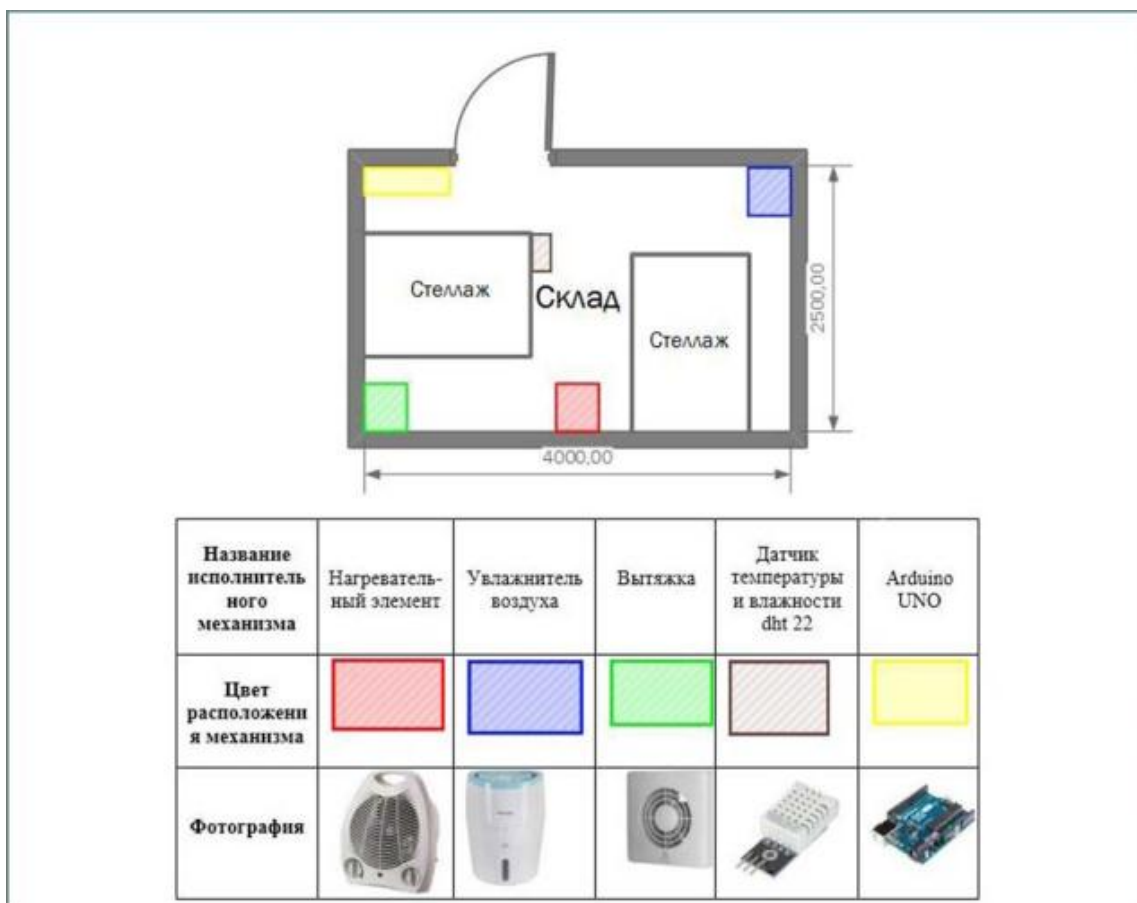 Стеллаж
Склад
Стеллаж
2500,00
4000,00
Название
исполнитель
ного
механизма
Нагреватель-
ный элемент
Увлажнитель
воздуха
Вытяжка
Датчик
температуры
и влажности
dht 22
Arduino
UNO
Цвет
расположени
я механизма
Фотография